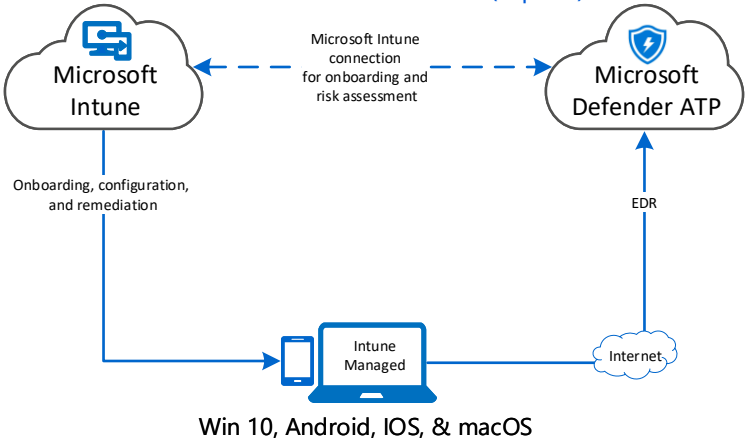 Microsoft
Intune
Microsoft Intune
connection
for onboarding and
risk assessment
Microsoft
Defender ATP
Onboarding, configuration,
and remediation
EDR
Intune
Managed
Internet
Win 10, Android, IOS, & macOS